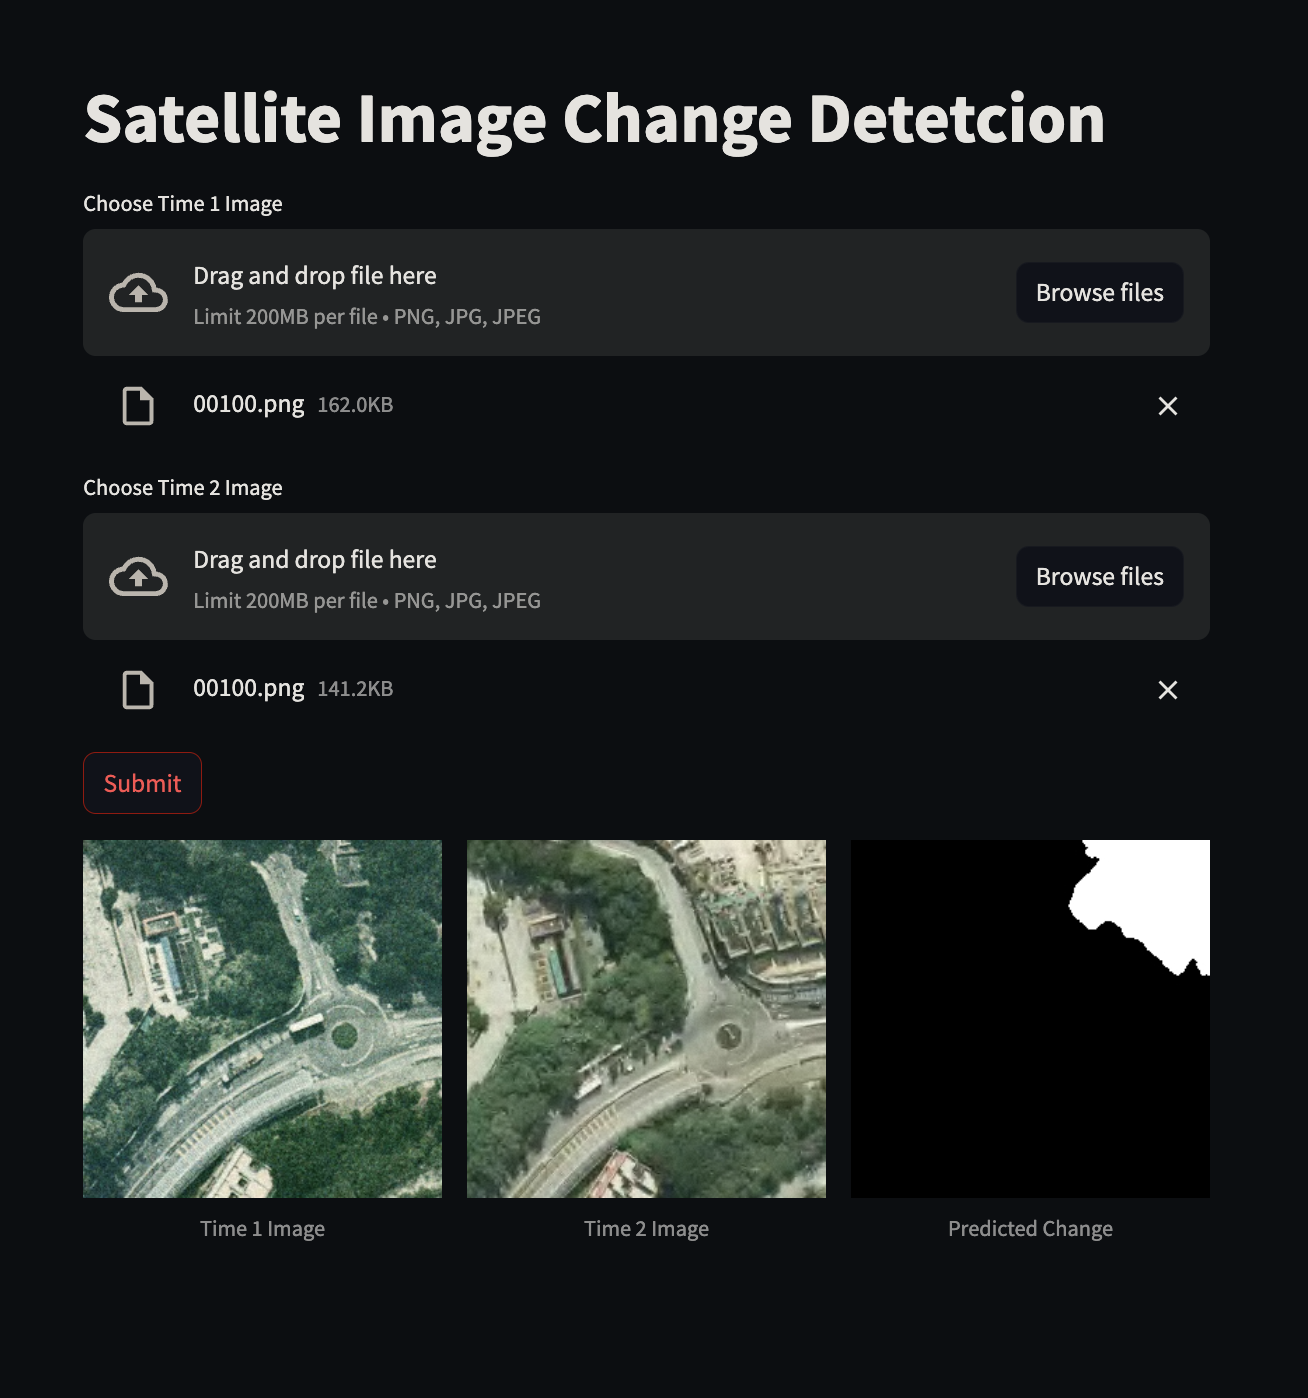 Satellite Image Change Detetcion
Choose Time 1 Image
Drag and drop file here
Limit 200MB per file • PNG, JPG, JPEG
Browse files
00100.png 162.0KB
Choose Time 2 Image
Drag and drop file here
Limit 200MB per file • PNG, JPG, JPEG
Browse files
00100.png 141.2KB
Submit
Time 1 Image
Time 2 Image
Predicted Change